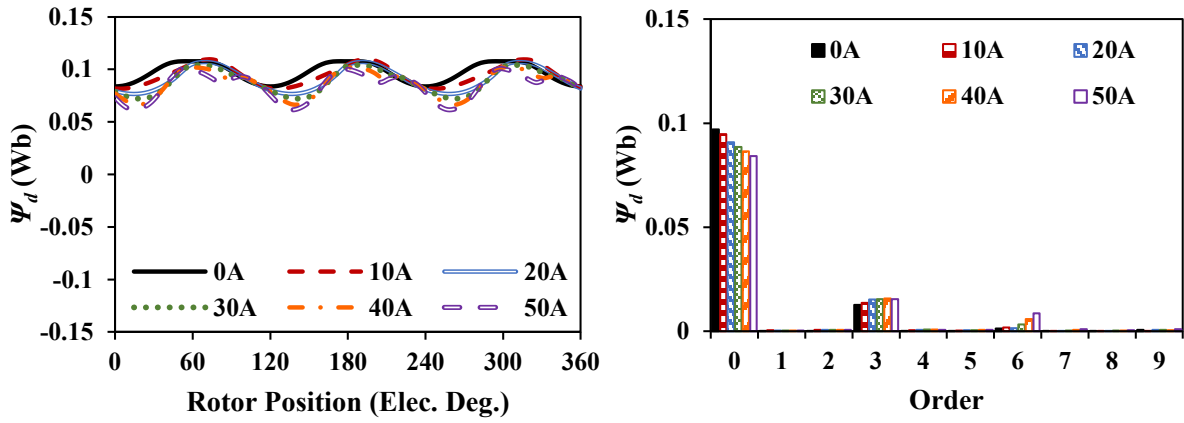 0.15
0.1
0.05
0
-0.05
-0.1
-0.15
Ψd (Wb)
0A 10A 20A
30A 40A 50A
0 60 120 180 240 300 360
Rotor Position (Elec. Deg.)
0.15
0.1
0.05
0
Ψd (Wb)
0A 10A 20A
30A 40A 50A
0 1 2 3 4 5 6 7 8 9
Order